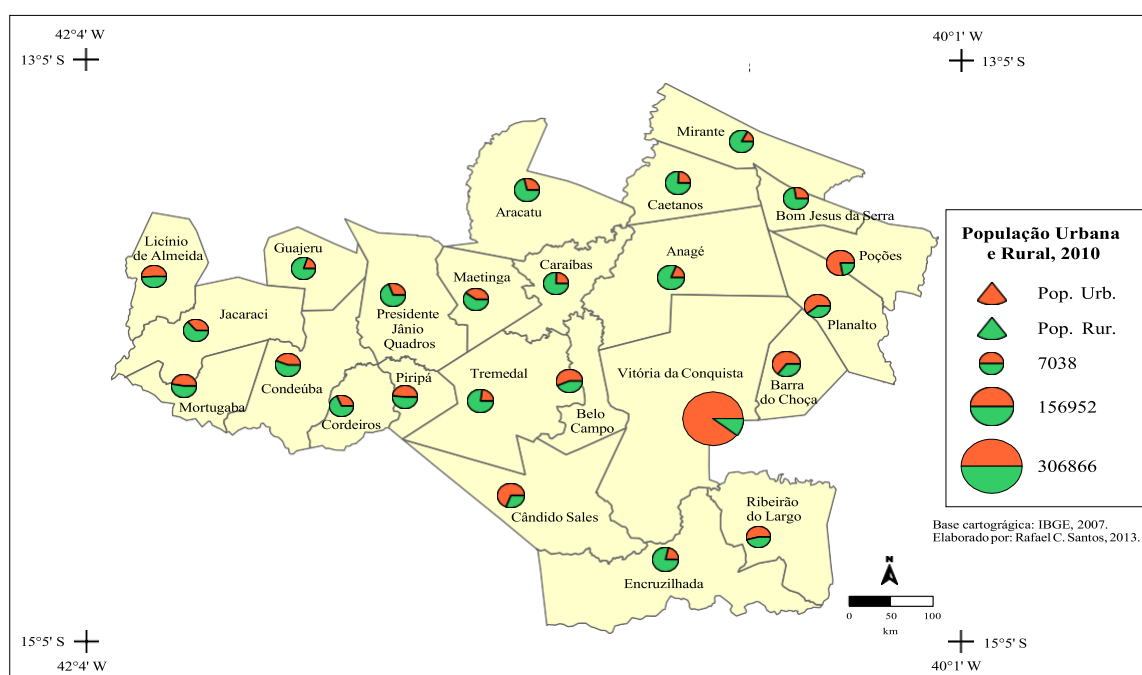 42°4' W
40°1' W
13°5' S
13°5' S
Mirante
Caetanos
Aracatu
Bom Jesus da Serra
Licínio
de Almeida
Guajeru
Anagé
Poções
Maetinga
Caraíbas
Jacaraci
Presidente
Jânio
Quadros
Planalto
Condeúba
Piripá
Tremedal
Vitória da Conquista
Barra
do Choça
Mortugaba
Cordeiros
Belo
Campo
Cândido Sales
Ribeirão
do Largo
Encruzilhada
População Urbana
e Rural, 2010
Pop. Urb.
Pop. Rur.
7038
156952
306866
Base cartográgica: IBGE, 2007.
Elaborado por: Rafael C. Santos, 2013.
N
0 50 100
km
15°5' S
15°5' S
42°4' W
40°1' W